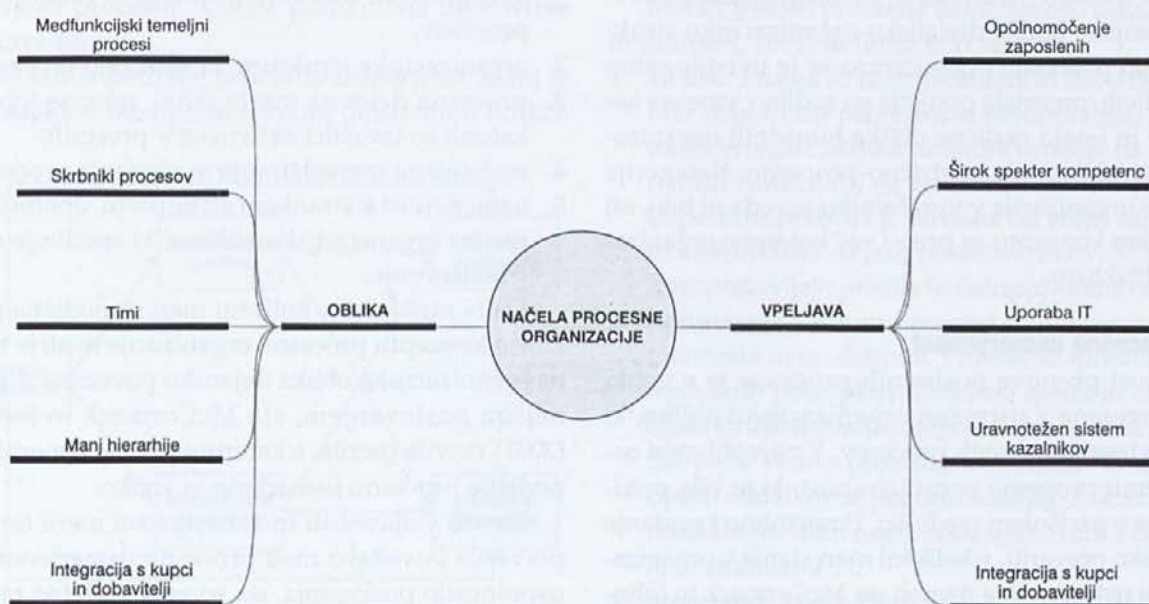 Medfunkcijski temeljni
procesi
Skrbniki procesov
Timi
Manj hierarhije
Integracija s kupci
in dobavitelji
OBLIKA
NAČELA PROCESNE
ORGANIZACIJE
VPELJAVA
Opolnomočenje
zaposlenih
Širok spekter kompetenc
Uporaba IT
Uravnotežen sistem
kazalnikov
Integracija s kupci
in dobavitelji